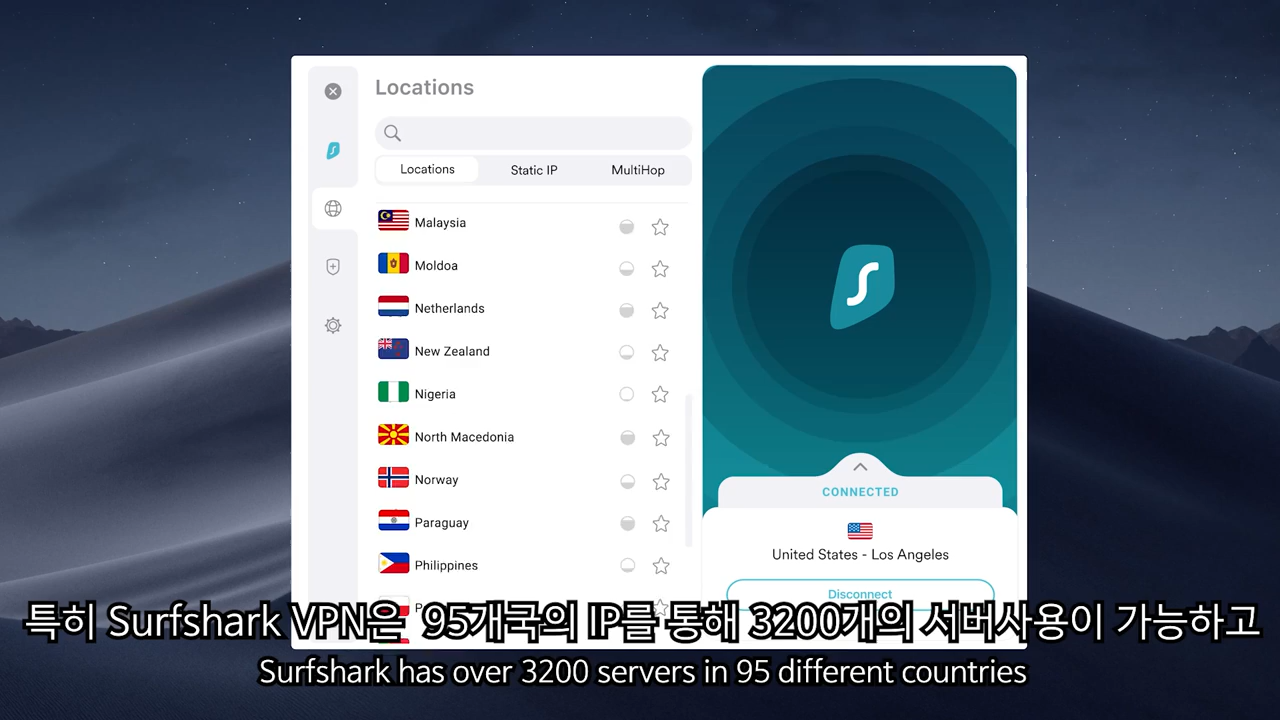 Locations
Locations Static IP MultiHop
Malaysia
Moldoa
Netherlands
New Zealand
Nigeria
North Macedonia
Norway
Paraguay
Philippines
CONNECTED
United States - Los Angeles
Disconnect
특히 Surfshark VPN은 95개국의 IP를 통해 3200개의 서버사용이 가능하고
Surfshark has over 3200 servers in 95 different countries